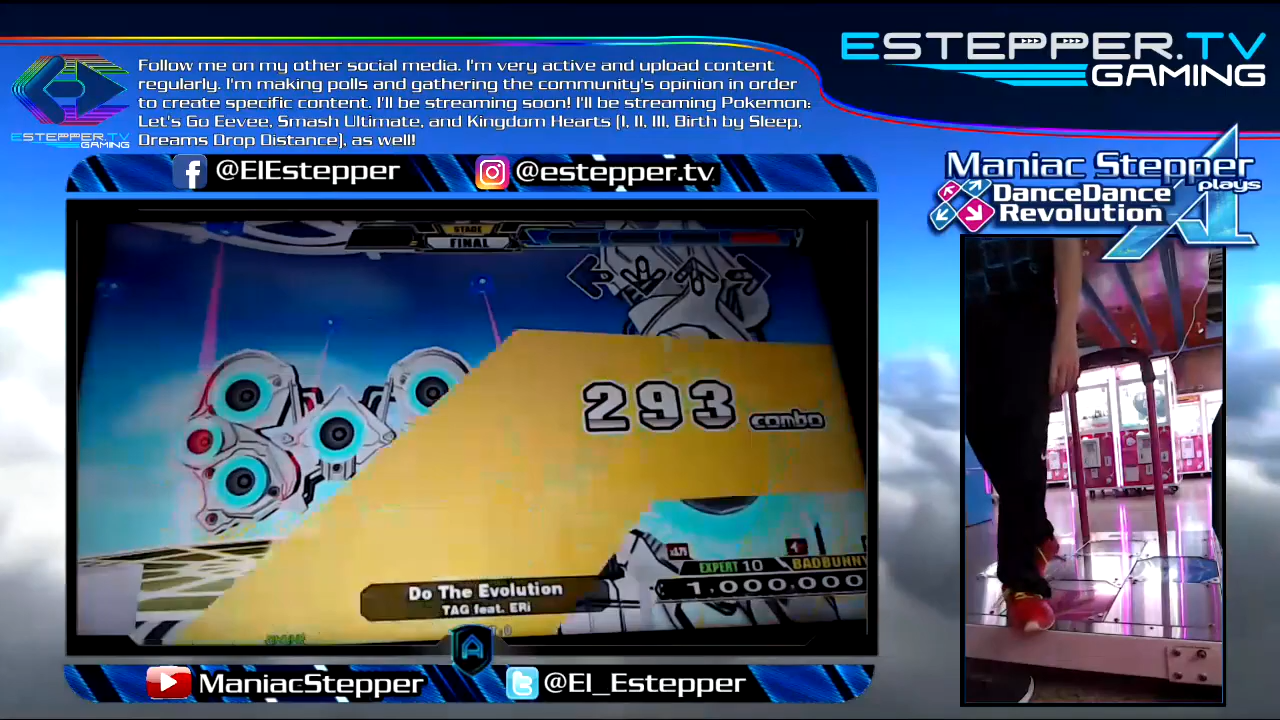 ESTEPPER.TV
GAMING
Follow me on my other social media. I'm very active and upload content
regularly. I'm making polls and gathering the community's opinion in order
to create specific content. I'll be streaming soon! I'll be streaming Pokemon:
Let's Go Eevee, Smash Ultimate, and Kingdom Hearts (I, II, III, Birth by Sleep,
Dreams Drop Distance), as well!
ESTEPPER.TV
GAMING
@ElEstepper
@estepper.tv
Maniac Stepper
plays
DanceDance
Revolution
A
STAGE
FINAL
293 combo
EXPERT 10
BADBUNNY
1,000,000
Do The Evolution
TAG feat. ERi
A
ManiacStepper
@El_Estepper